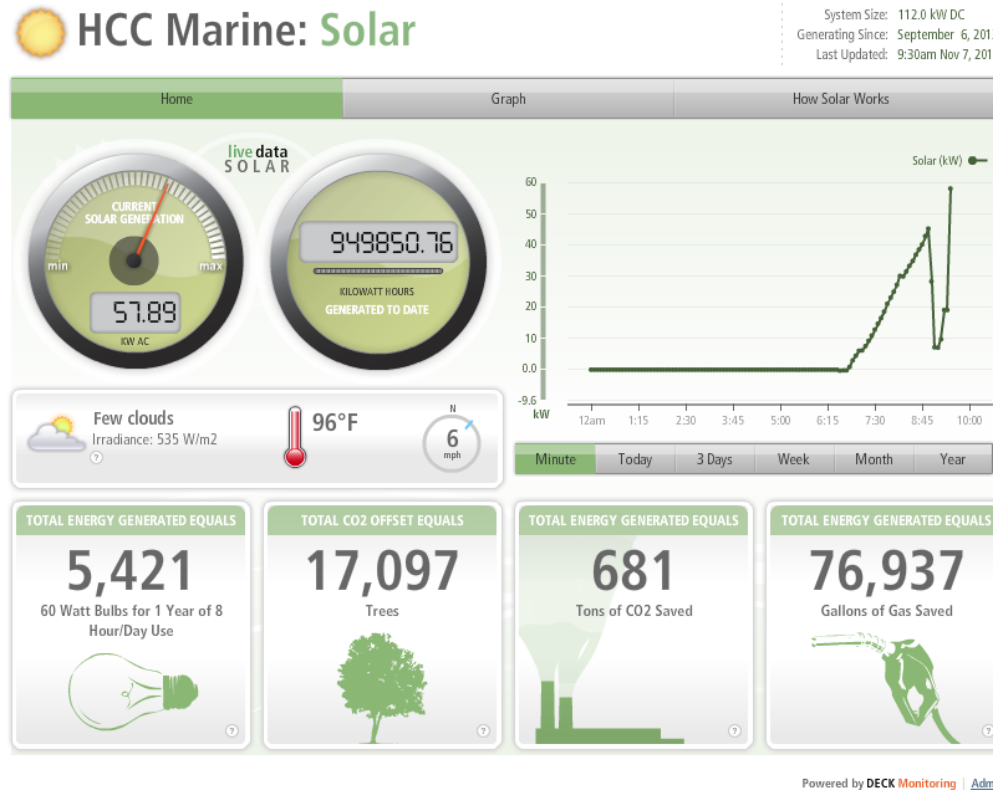 HCC Marine: Solar
System Size: 112.0 kW DC
Generating Since: September 6, 201
Last Updated: 9:30am Nov 7, 201
Home Graph How Solar Works
live data
SOLAR
CURRENT
SOLAR GENERATION
min max
57.89
KW AC
949850.76
KILOWATT HOURS
GENERATED TO DATE
Solar (kW)
60
50
40
30
20
10
0.0
-9.6
kW
12am 1:15 2:30 3:45 5:00 6:15 7:30 8:45 10:00
Few clouds
Irradiance: 535 W/m2
?
96°F
N
6
mph
Minute Today 3 Days Week Month Year
TOTAL ENERGY GENERATED EQUALS
5,421
60 Watt Bulbs for 1 Year of 8
Hour/Day Use
?
TOTAL CO2 OFFSET EQUALS
17,097
Trees
?
TOTAL ENERGY GENERATED EQUALS
681
Tons of CO2 Saved
?
TOTAL ENERGY GENERATED EQUALS
76,937
Gallons of Gas Saved
?
Powered by DECK Monitoring | Adm